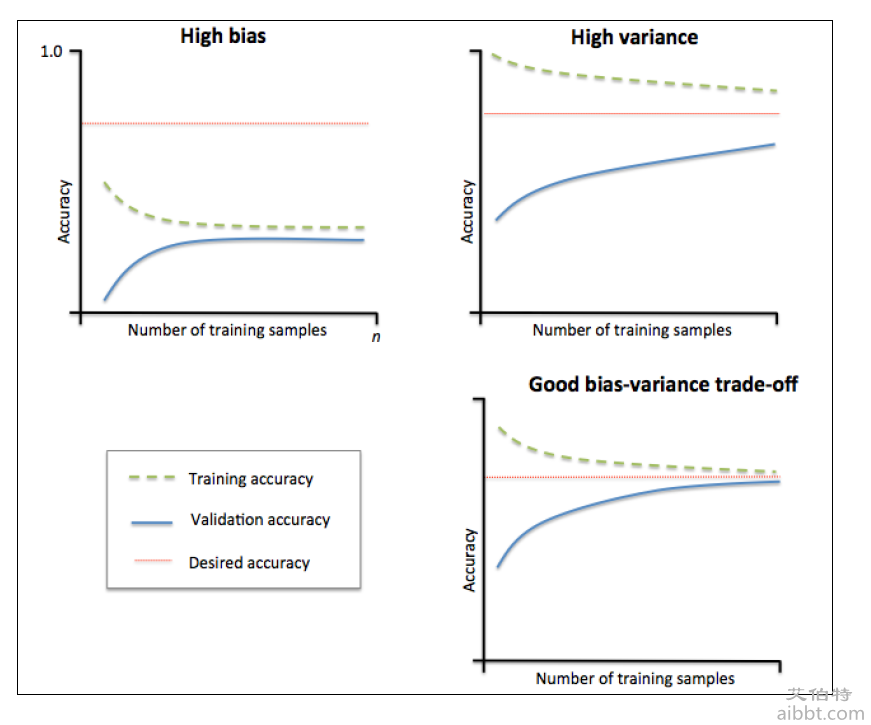 High bias
1.0
Accuracy
Number of training samples
n
High variance
Accuracy
Number of training samples
Training accuracy
Validation accuracy
Desired accuracy
Good bias-variance trade-off
Accuracy
Number of training samples
艾伯特
aibbt.com